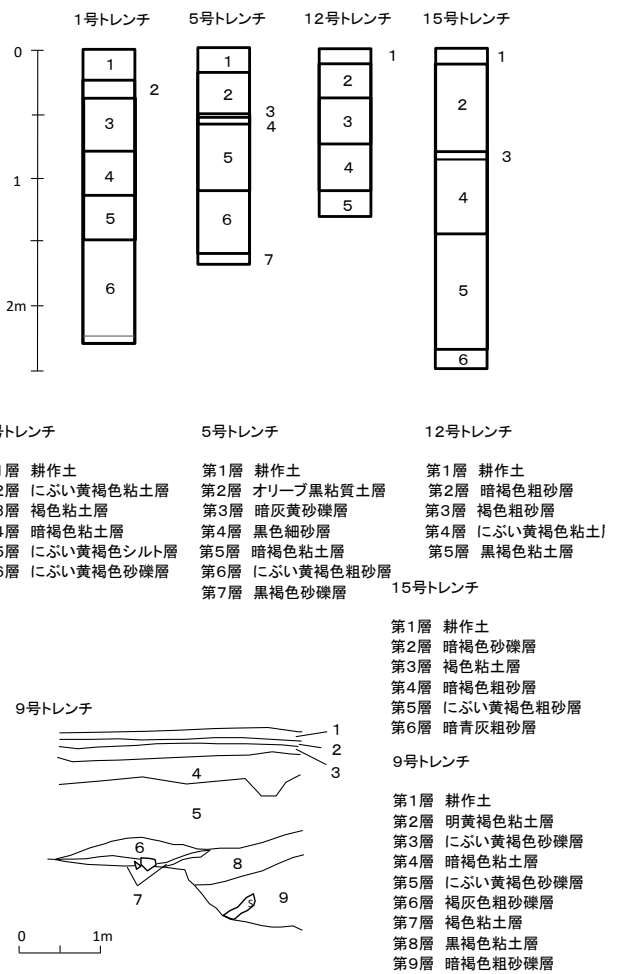 1号トレンチ 5号トレンチ 12号トレンチ 15号トレンチ
0
1
2m
1
2
3
4
5
6
1
2
3
4
5
6
7
1
2
3
4
5
1
2
3
4
5
6
号トレンチ
層 耕作土
層 にぶい黄褐色粘土層
層 褐色粘土層
層 暗褐色粘土層
層 にぶい黄褐色シルト層
層 にぶい黄褐色砂礫層
5号トレンチ
第1層 耕作土
第2層 オリーブ黒粘質土層
第3層 暗灰黄砂礫層
第4層 黒色細砂層
第5層 暗褐色粘土層
第6層 にぶい黄褐色粗砂層
第7層 黒褐色砂礫層
12号トレンチ
第1層 耕作土
第2層 暗褐色粗砂層
第3層 褐色粗砂層
第4層 にぶい黄褐色粘土
第5層 黒褐色粘土層
15号トレンチ
第1層 耕作土
第2層 暗褐色砂礫層
第3層 褐色粘土層
第4層 暗褐色粗砂層
第5層 にぶい黄褐色粗砂層
第6層 暗青灰粗砂層
9号トレンチ
1
2
3
4
5
6
7
8
9
S
0 1m
9号トレンチ
第1層 耕作土
第2層 明黄褐色粘土層
第3層 にぶい黄褐色砂礫層
第4層 暗褐色粘土層
第5層 にぶい黄褐色砂礫層
第6層 褐灰色粗砂礫層
第7層 褐色粘土層
第8層 黒褐色粘土層
第9層 暗褐色粗砂礫層